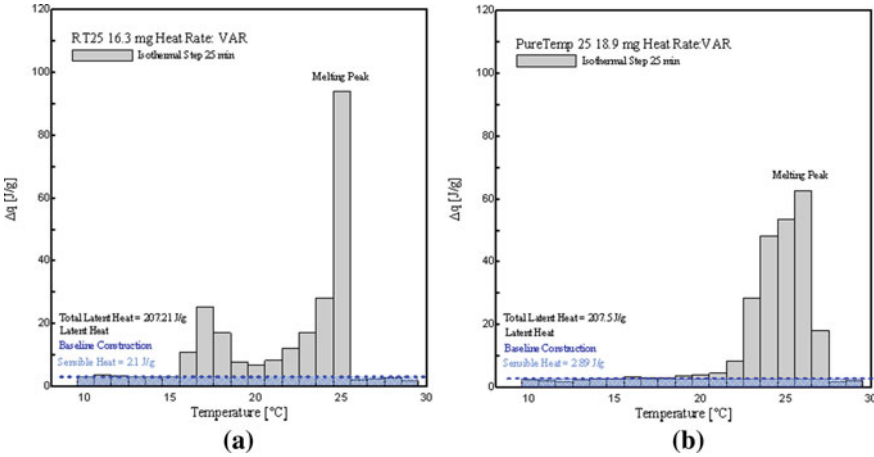 120
100
80
60
40
20
0
Δq [J/g]
RT25 16.3 mg Heat Rate: VAR
Isothermal Step 25 min
Melting Peak
Total Latent Heat = 207.21 J/g
Latent Heat
Baseline Construction
Sensible Heat = 21 J/g
10 15 20 25 30
Temperature [°C]
(a)
120
100
80
60
40
20
0
Δq [J/g]
PureTemp 25 18.9 mg Heat Rate:VAR
Isothermal Step 25 min
Melting Peak
Total Latent Heat = 207.5 J/g
Latent Heat
Baseline Construction
Sensible Heat = 2.89 J/g
10 15 20 25 30
Temperature [°C]
(b)